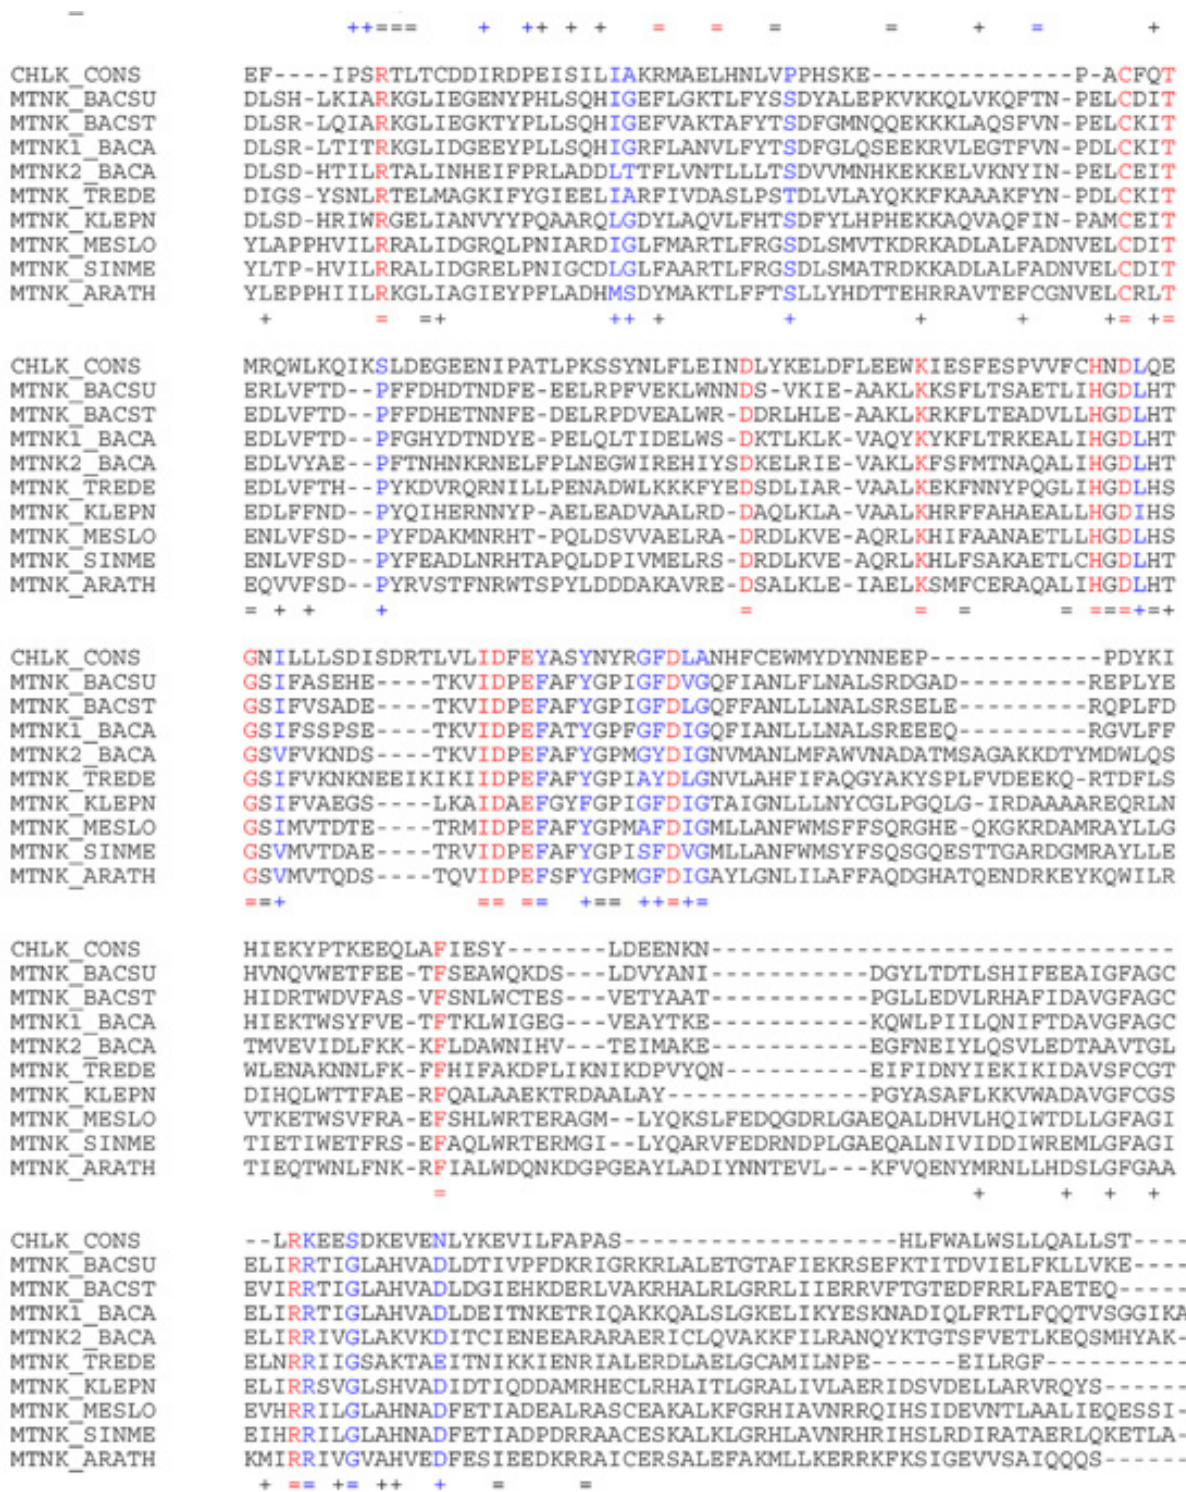 ++=== + ++ + + = = = = + + +
CHLK_CONS EF----IPSRTLTCDDIRDPEISILIAKRMAELHNLVPPHSKE--------------P-ACFQT
MTNK_BACSU DLSH-LKIARKGLIEGENYPHLSQHIGEFLGKTLFYSSDYALEPKVKKQLVKQFTN-PELCDIT
MTNK_BACST DLSR-LQIARKGLIEGKTYPLLSQHIGEFVAKTAFYTSDFGMNQQEKKKLAQSFVN-PELCKIT
MTNK1_BACA DLSR-LTITRKGLIDGEEYPLLSQHIGRFLANVLFYTSDFGLQSEEKRVLEGTFVN-PDLCKIT
MTNK2_BACA DLSD-HTILRTALINHEIFPRLADDLTTFLVNTLLLTSDVVMNHKEKKELVKNYIN-PELCEIT
MTNK_TREDE DIGS-YSNLRTELMAGKIFYGIEELIARFIVDASLPSTDLVLAYQKKFKAAAKFYN-PDLCKIT
MTNK_KLEPN DLSD-HRIWRGELIANVYYPQAARQLGDYLAQVLFHTSDFYLHPHEKKAQVAQFIN-PAMCEIT
MTNK_MESLO YLAPPHVILRRALIDGRQLPNIARDIGLFMARTLFRGSDLSMVTKDRKADLALFADNVELCDIT
MTNK_SINME YLTP-HVILRRALIDGRELPNIGCDLGLFAARTLFRGSDLSMATRDKKADLALFADNVELCDIT
MTNK_ARATH YLEPPHIILRKGLIAGIEYPFLADHMSDYMAKTLFFTSLLYHDTTEHRRAVTEFCGNVELCRLT
+ = =+ ++ + + + + +=+=
CHLK_CONS MRQWLKQIKSLDEGEENIPATLPKSSYNLFLEINDLYKELDFLEEWKIESFESPVVFCHNDLQE
MTNK_BACSU ERLVFTD--PFFDHDTNDFE-EELRPFVEKLWNNDS-VKIE-AAKLKKSFLTSAETLIHGDLHT
MTNK_BACST EDLVFTD--PFFDHETNNFE-DELRPDVEALWR-DDRLHLE-AAKLKRKFLTEADVLLHGDLHT
MTNK1_BACA EDLVFTD--PFFGHYDTNDYE-PELQLTIDELWS-DKTLKLK-VAQYKYKFLTRKEALIHGDLHT
MTNK2_BACA EDLVYAE--PFTNHNKRNELFPLNEGWIREHIYSDKELRIE-VAKLKFSFMTNAQALIHGDLHT
MTNK_TREDE EDLVFTH--PYKDVRQRNILLPENADWLKKKFYEDSDLIAR-VAALKEKFNNYPQGLIHGDLHS
MTNK_KLEPN EDLFFND--PYQIHERNNYP-AELEADVAALRD-DAQLKLA-VAALKHRFFAHAEALLHGDIHS
MTNK_MESLO ENLVFSD--PYFDAKMNRHT-PQLDSVVAELRA-DRDLKVE-AQRLKHIFAANAETLLHGDLHS
MTNK_SINME ENLVFSD--PYFEADLNRHTAPQLDPIVMELRS-DRDLKVE-AQRLKHLFSAKAETLCHGDLHT
MTNK_ARATH EQVVFSD--PYRVSTFNRWTSPYLDDDAKAVRE-DSALKLE-IAELKSMFCERAQALIHGDLHT
= + + + = = = = ===+=+
CHLK_CONS GNILLLSDISDRTLVLIDFEYASYNYRGFDLANHFCEWMYDYNNEEP------------PDYKI
MTNK_BACSU GSIFASEHE----TKVIDPEFAFYGPIGFDVGQFIANLFLNALSRDGAD---------REPLYE
MTNK_BACST GSIFVSADE----TKVIDPEFAFYGPIGFDLGQFFANLLLNALSRSELE---------RQPLFD
MTNK1_BACA GSIFSSPSE----TKVIDPEFATYGPFGFDIGQFIANLLLNALSREEEQ---------RGVLFF
MTNK2_BACA GSVFVKNDS----TKVIDPEFAFYGPMGYDIGNVMANLMFAWVNADATMSAGAKKDTYMDWLQS
MTNK_TREDE GSIFVKNKNEEIKIKIIDPEFAFYGPIAYDLGNVLAHFIFAQGYAKYSPLFVDEEKQ-RTDFLS
MTNK_KLEPN GSIFVAEGS----LKAIDAEFGYFGPIGFDIGTAIGNLLLNYCGLPGQLG-IRDAAAAREQRLN
MTNK_MESLO GSIMVTDTE----TRMIDPEFAFYGPMAFDIGMLLANFWMSFFSQRGHE-QKGKRDAMRAYLLG
MTNK_SINME GSVMVTDAE----TRVIDPEFAFYGPISFDVGMLLANFWMSYFSQSGQESTTGARDGMRAYLLE
MTNK_ARATH GSVMVTQDS----TQVIDPEFSFYGPMGFDIGAYLGNLILAFFAQDGHATQENDRKEYKQWILR
==+ == == +== ++=+=
CHLK_CONS HIEKYPTKEEQLAFIESY-------LDEENKN--------------------------------
MTNK_BACSU HVNQVWETFEE-TFSEAWQKDS---LDVYANI-----------DGYLTDTLSHIFEEAIGFAGC
MTNK_BACST HIDRTWDVFAS-VFSNLWCTES---VETYAAT-----------PGLLEDVLRHAFIDAVGFAGC
MTNK1_BACA HIEKTWSYFVE-TFTKLWIGEG---VEAYTKE-----------KQWLPIILQNIFTDAVGFAGC
MTNK2_BACA TMVEVIDLFKK-KFLDAWNIHV---TEIMAKE-----------EGFNEIYLQSVLEDTAAVTGL
MTNK_TREDE WLENAKNNLFK-FFHIFAKDFLIKNIKDPVYQN----------EIFIDNYIEKIKIDAVSFCGT
MTNK_KLEPN DIHQLWTTFAE-RFQALAAEKTRDAALAY--------------PGYASAFLKKVWADAVGFCGS
MTNK_MESLO VTKETWSVFRA-EFSHLWRTERAGM--LYQKSLFEDQGDRLGAEQALDHVLHQIWTDLLGFAGI
MTNK_SINME TIETIWETFRS-EFAQLWRTERMGI--LYQARVFEDRNDPLGAEQALNIVIDDIWREMLGFAGI
MTNK_ARATH TIEQTWNLFNK-RFIALWDQNKDGPGEAYLADIYNNTEVL---KFVQENYMRNLLHDSLGFGAA
= + + + +
CHLK_CONS --LRKEESDKEVENLYKEVILFAPAS-------------------HLFWALWSLLQALLST----
MTNK_BACSU ELIRRTIGLAHVADLDTIVPFDKRIGRKRLALETGTAFIEKRSEFKTITDVIELFKLLVKE----
MTNK_BACST EVIRRTIGLAHVADLDGIEHKDERLVAKRHALRLGRRLIIERRVFTGTEDFRRLFAETEQ-----
MTNK1_BACA ELIRRTIGLAHVADLDEITNKETRIQAKKQALSLGKELIKYESKNADIQLFRTLFQQTVSGGIKA
MTNK2_BACA ELIRRIVGLAKVKDITCIENEEARARAERICLQVAKKFILRANQYKTGTSFVETLKEQSMHYAK-
MTNK_TREDE ELNRRIIGSAKTAEITNIKKIENRIALERDLAELGCAMILNPE------EILRGF----------
MTNK_KLEPN ELIRRSVGLSHVADIDTIQDDAMRHECLRHAITLGRALIVLAERIDSVDELLARVRQYS------
MTNK_MESLO EVHRRILGLAHNADFETIADEALRASCEAKALKFGRHIAVNRRQIHSIDEVNTLAALIEQESSI-
MTNK_SINME EIHRRILGLAHNADFETIADPDRRAACESKALKLGRHLAVNRHRIHSLRDIRATAERLQKETLA-
MTNK_ARATH KMIRRIVGVAHVEDFESIEEDKRRAICERSALEFAKMLLKERRKFKSIGEVVSAIQQQS------
+ == += ++ + = =